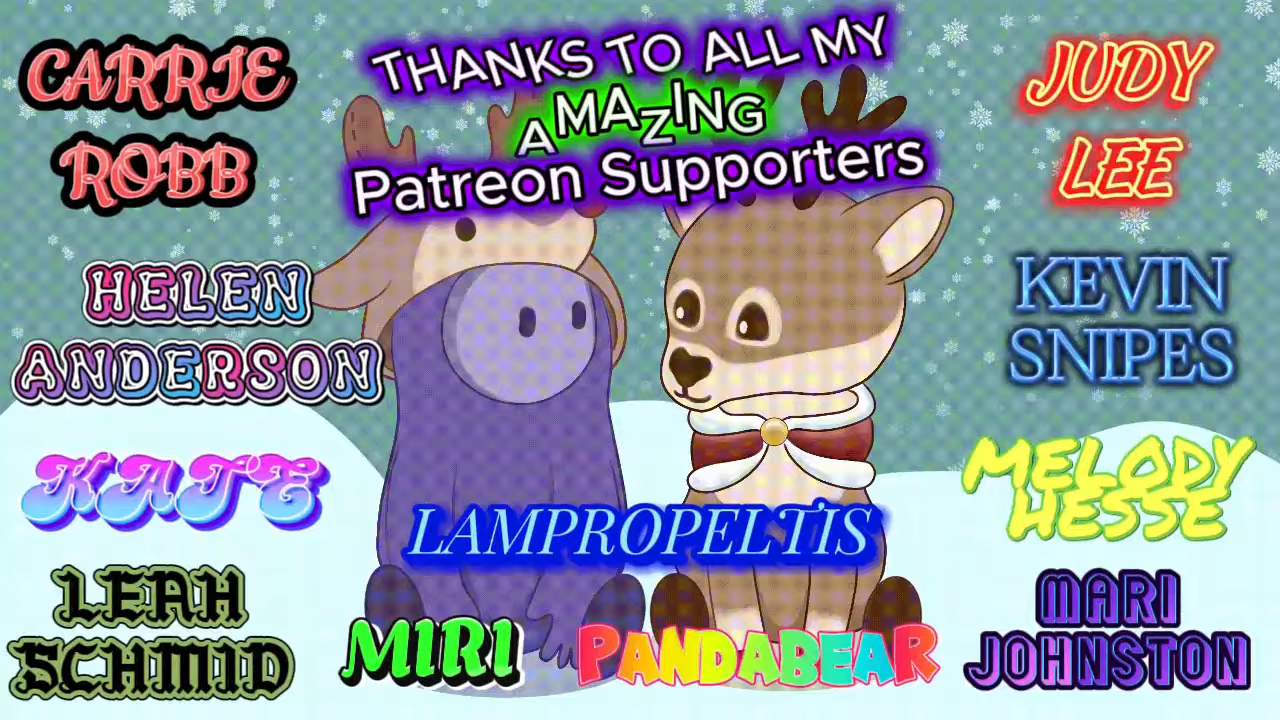 THANKS TO ALL MY
AMAZING
Patreon Supporters
CARRIE
ROBB
HELEN
ANDERSON
KATE
LEAH
SCHMID
JUDY
LEE
KEVIN
SNIPES
MELODY
HESSE
MARI
JOHNSTON
LAMPROPELTIS
MIRI
PANDABEAR